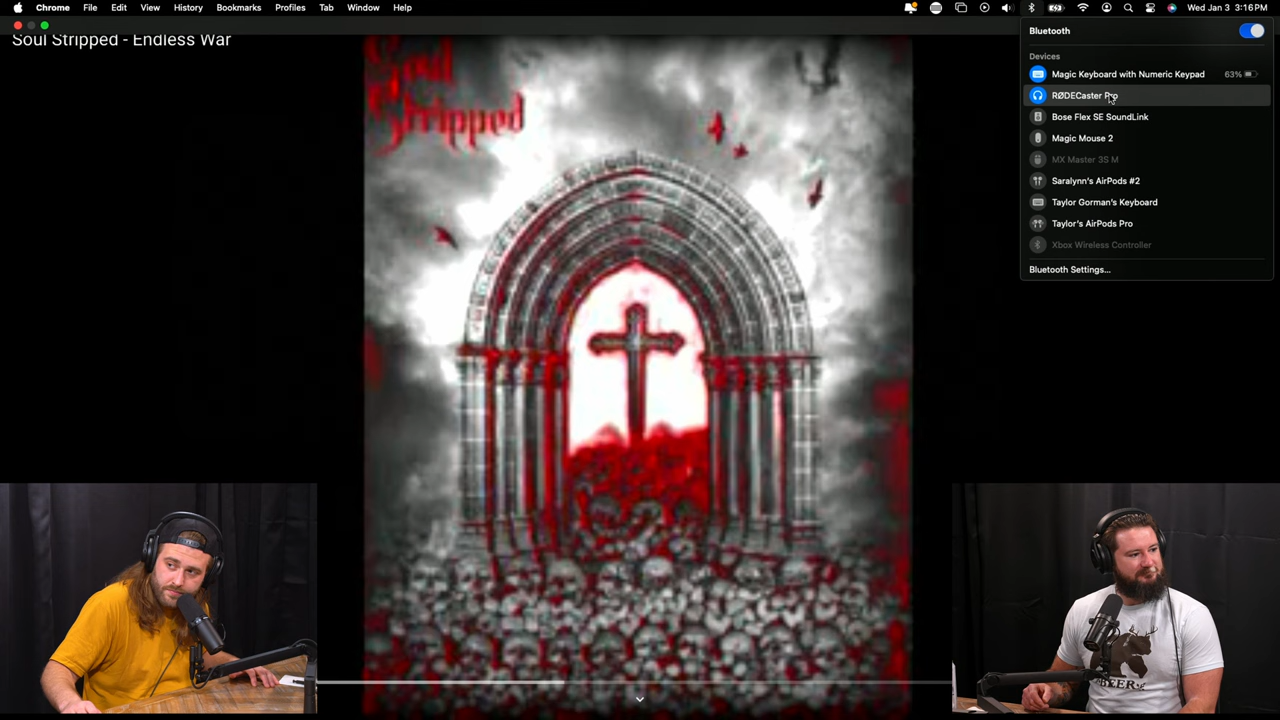 Chrome File Edit View History Bookmarks Profiles Tab Window Help
Wed Jan 3 3:16 PM
Soul Stripped - Endless War
Soul
Stripped
Bluetooth
Devices
Magic Keyboard with Numeric Keypad 63%
RØDECaster Pro
Bose Flex SE SoundLink
Magic Mouse 2
MX Master 3S M
Saralynn's AirPods #2
Taylor Gorman's Keyboard
Taylor's AirPods Pro
Xbox Wireless Controller
Bluetooth Settings...
BEER